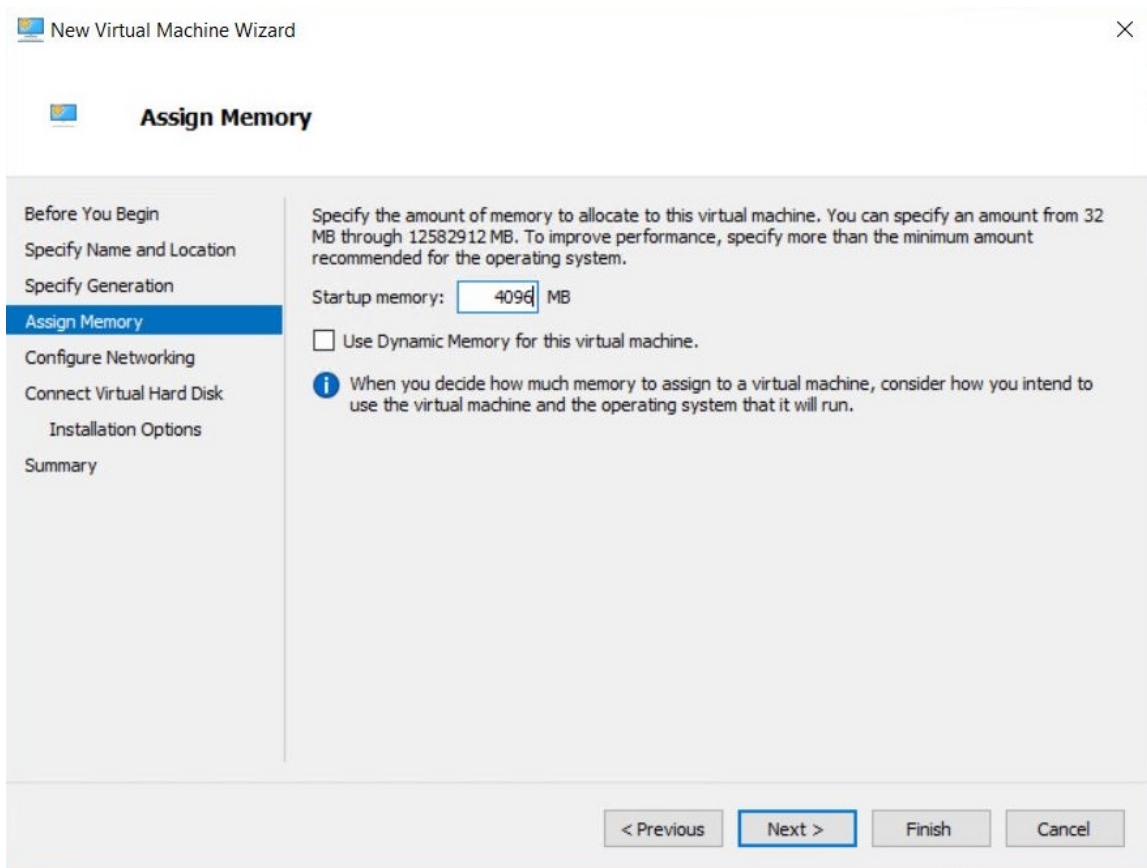 New Virtual Machine Wizard
Assign Memory
Before You Begin
Specify Name and Location
Specify Generation
Assign Memory
Configure Networking
Connect Virtual Hard Disk
Installation Options
Summary
Specify the amount of memory to allocate to this virtual machine. You can specify an amount from 32
MB through 12582912 MB. To improve performance, specify more than the minimum amount
recommended for the operating system.
Startup memory: 4096 MB
Use Dynamic Memory for this virtual machine.
When you decide how much memory to assign to a virtual machine, consider how you intend to
use the virtual machine and the operating system that it will run.
< Previous Next > Finish Cancel